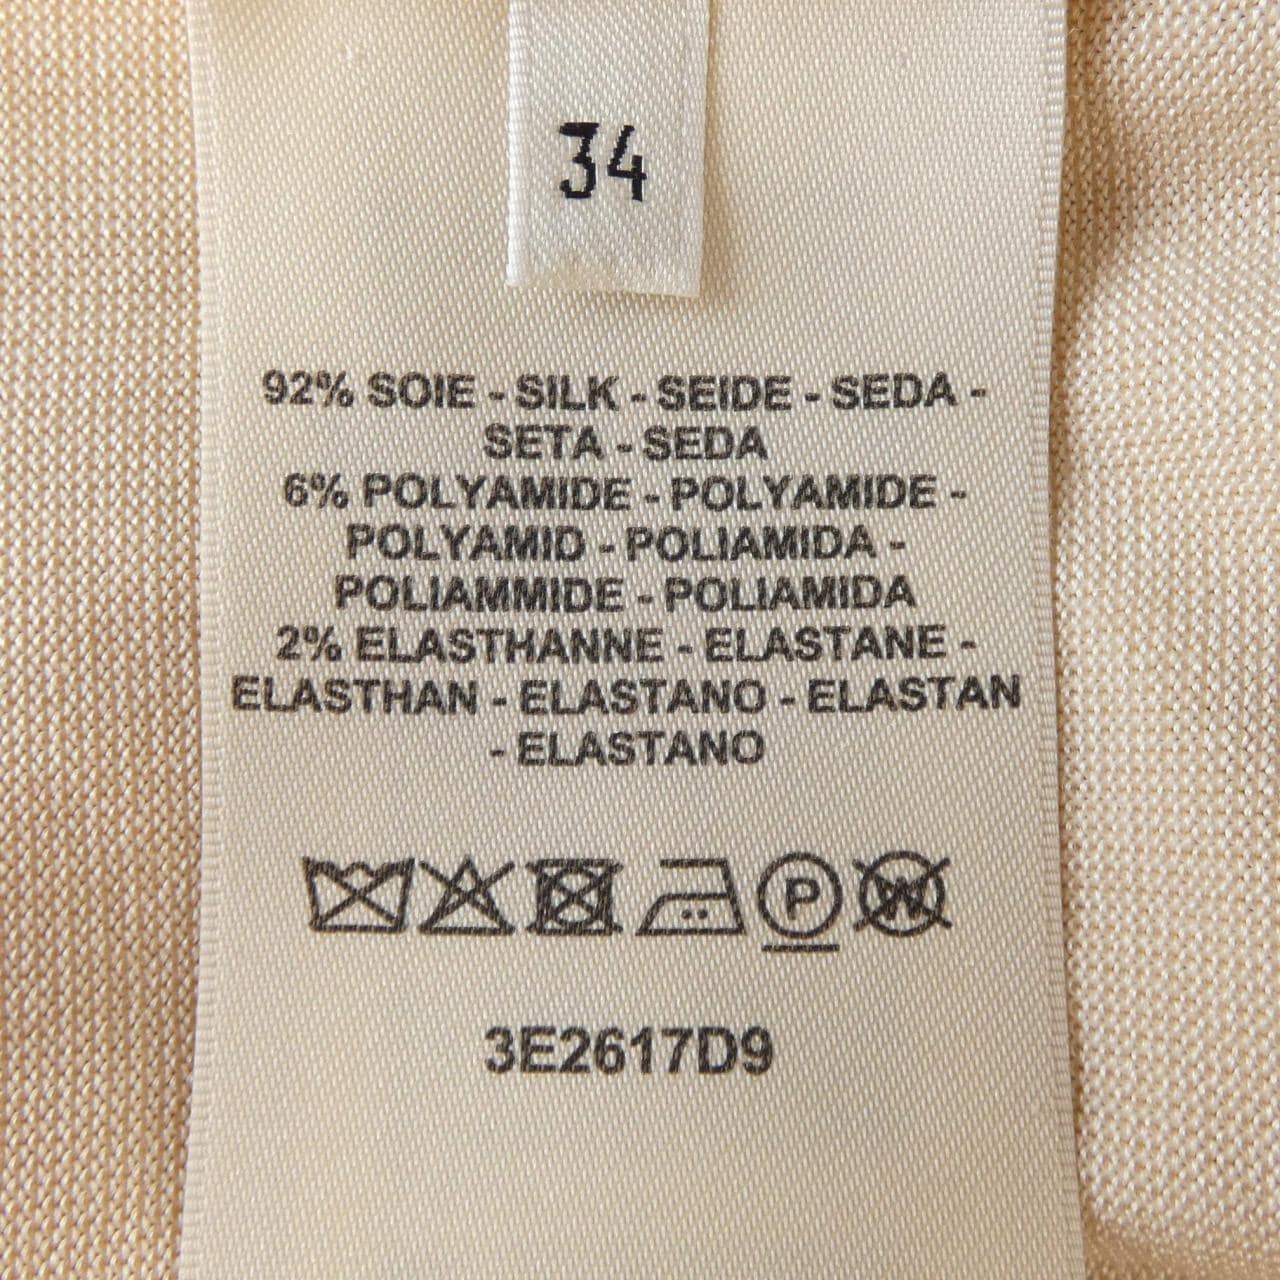 34
92% SOIE - SILK - SEIDE - SEDA -
SETA - SEDA
6% POLYAMIDE - POLYAMIDE -
POLYAMID - POLIAMIDA -
POLIAMMIDE - POLIAMIDA
2% ELASTHANNE - ELASTANE -
ELASTHAN - ELASTANO - ELASTAN
- ELASTANO
P W
3E2617D9